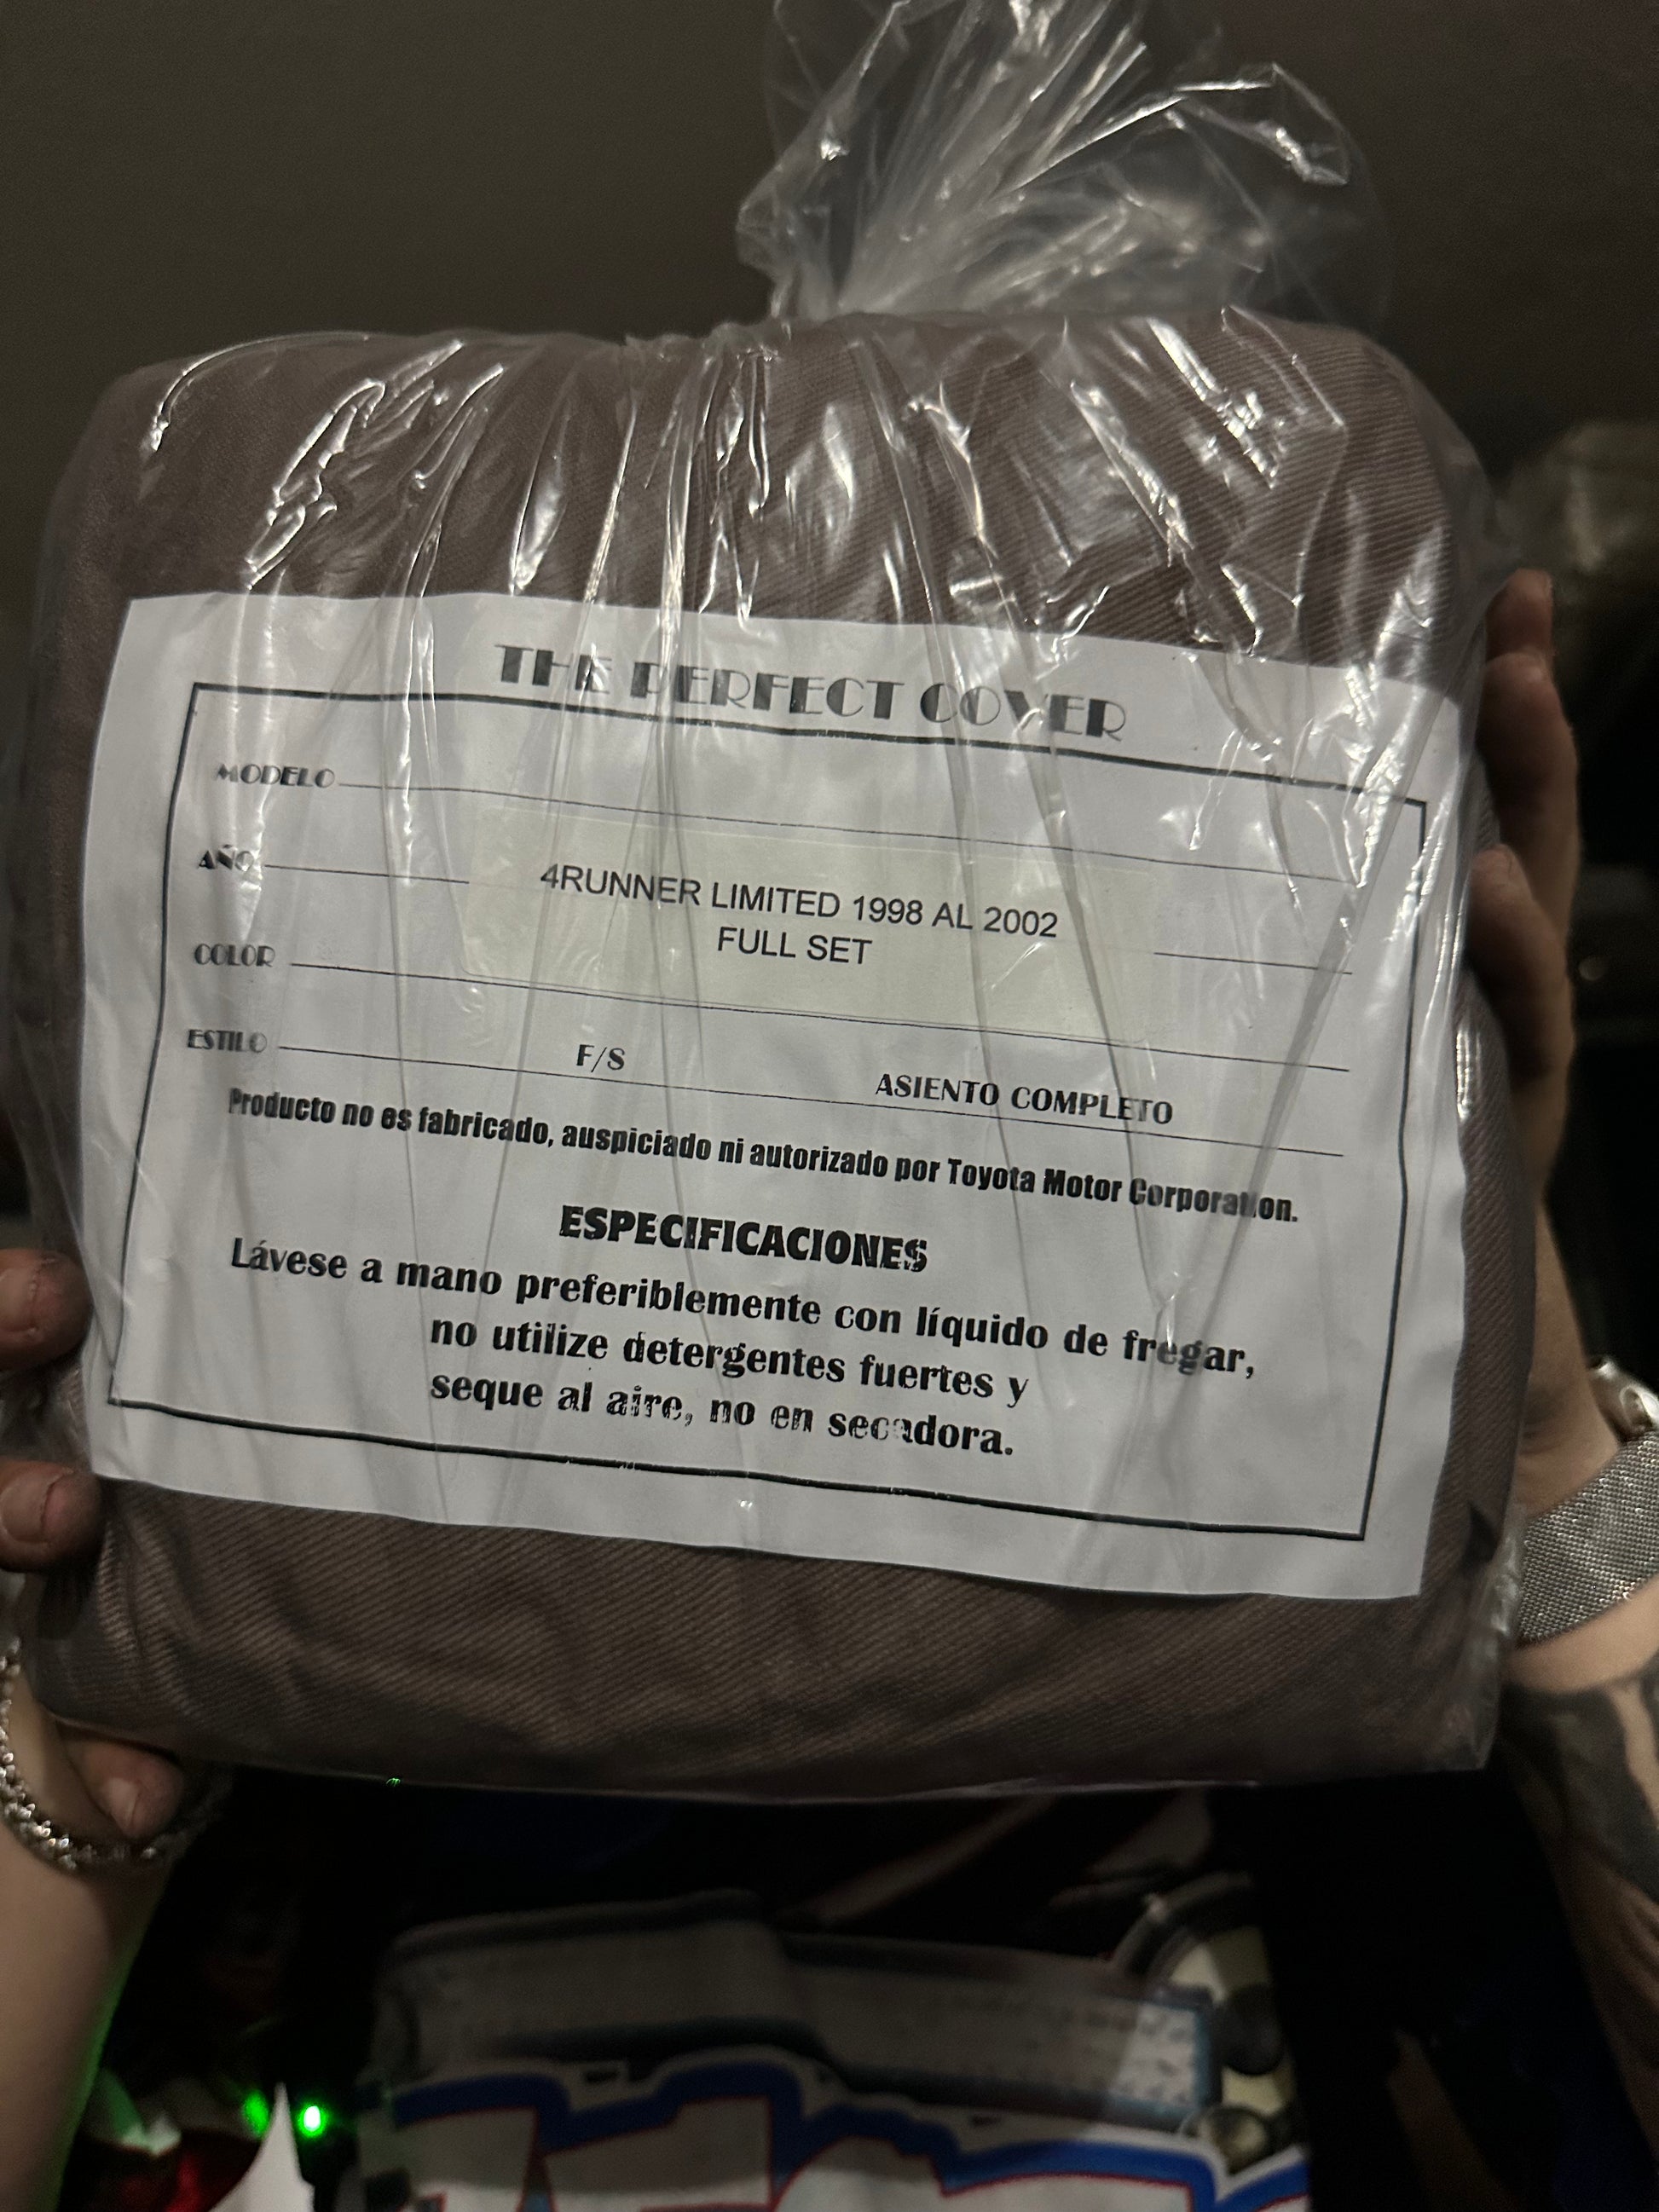 THE PERFECT COVER
MODELO
AÑO
4RUNNER LIMITED 1998 AL 2002
FULL SET
COLOR
ESTILO F/S ASIENTO COMPLETO
Producto no es fabricado, auspiciado ni autorizado por Toyota Motor Corporation.
ESPECIFICACIONES
Lávese a mano preferiblemente con líquido de fregar,
no utilize detergentes fuertes y
seque al aire, no en secadora.